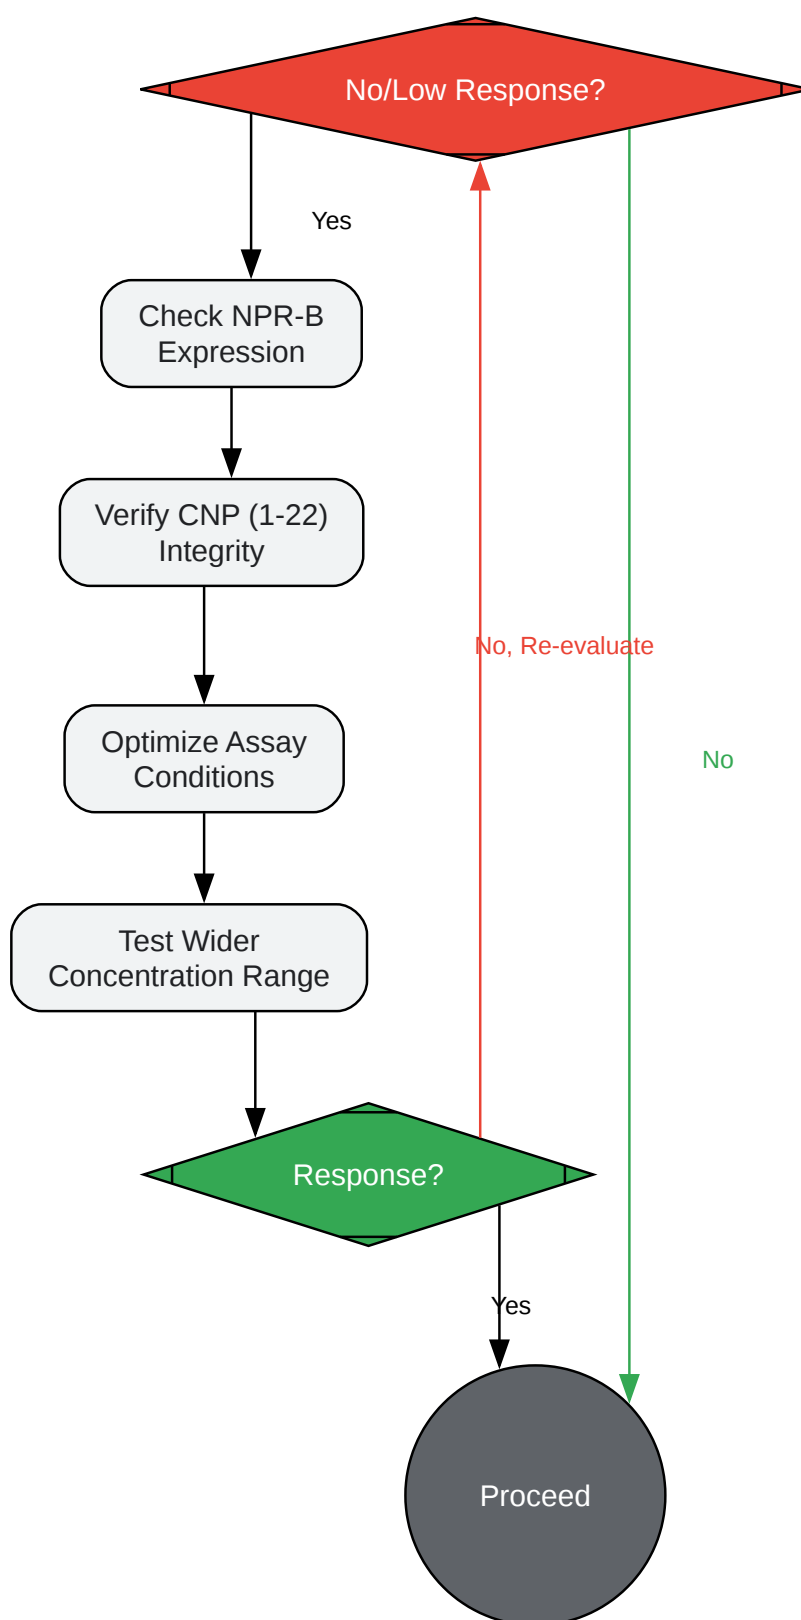 No/Low Response?
Yes
Check NPR-B
Expression
Verify CNP (1-22)
Integrity
No, Re-evaluate
Optimize Assay
Conditions
No
Test Wider
Concentration Range
Response?
Yes
Proceed